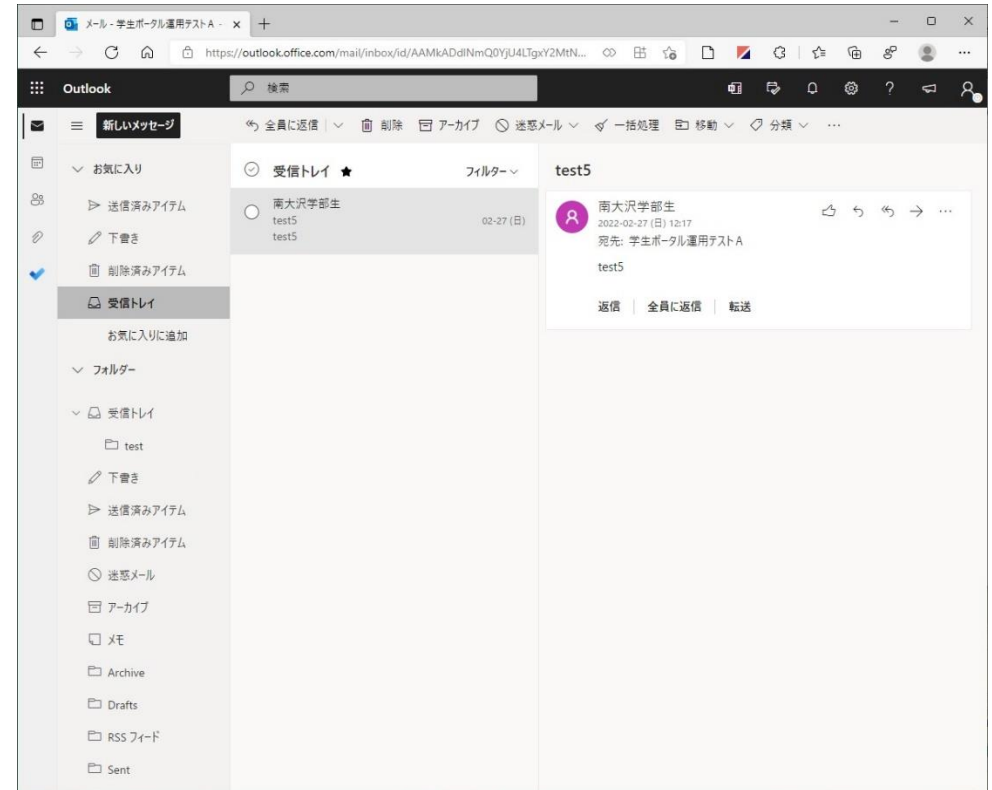 メール - 学生ポータル運用テスト A -
https://outlook.office.com/mail/inbox/id/AAMkADdlNmQ0YjU4LTgxY2MtN...
Outlook
検索
新しいメッセージ
全員に返信
削除
アーカイブ
迷惑メール
一括処理
移動
分類
お気に入り
送信済みアイテム
下書き
削除済みアイテム
受信トレイ
お気に入りに追加
フォルダー
受信トレイ
test
下書き
送信済みアイテム
削除済みアイテム
迷惑メール
アーカイブ
メモ
Archive
Drafts
RSS フィード
Sent
受信トレイ ★
フィルター
南大沢学部生
test5
02-27 (日)
test5
test5
南大沢学部生
2022-02-27 (日) 12:17
宛先: 学生ポータル運用テスト A
test5
返信
全員に返信
転送